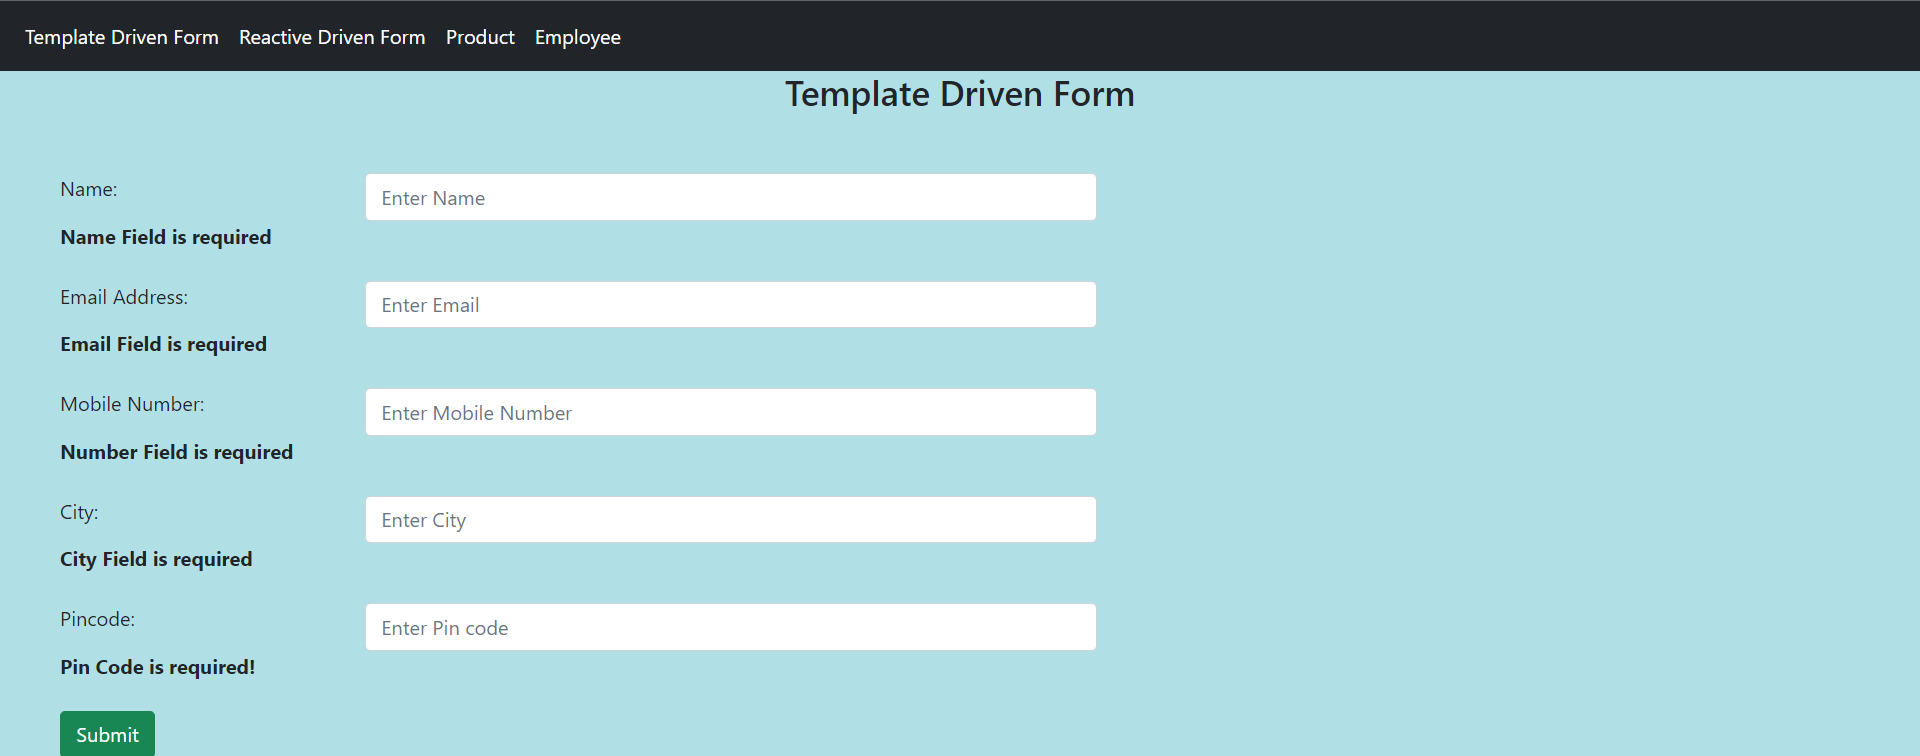 Template Driven Form Reactive Driven Form Product Employee
Template Driven Form
Name: Enter Name
Name Field is required
Email Address: Enter Email
Email Field is required
Mobile Number: Enter Mobile Number
Number Field is required
City: Enter City
City Field is required
Pincode: Enter Pin code
Pin Code is required!
Submit